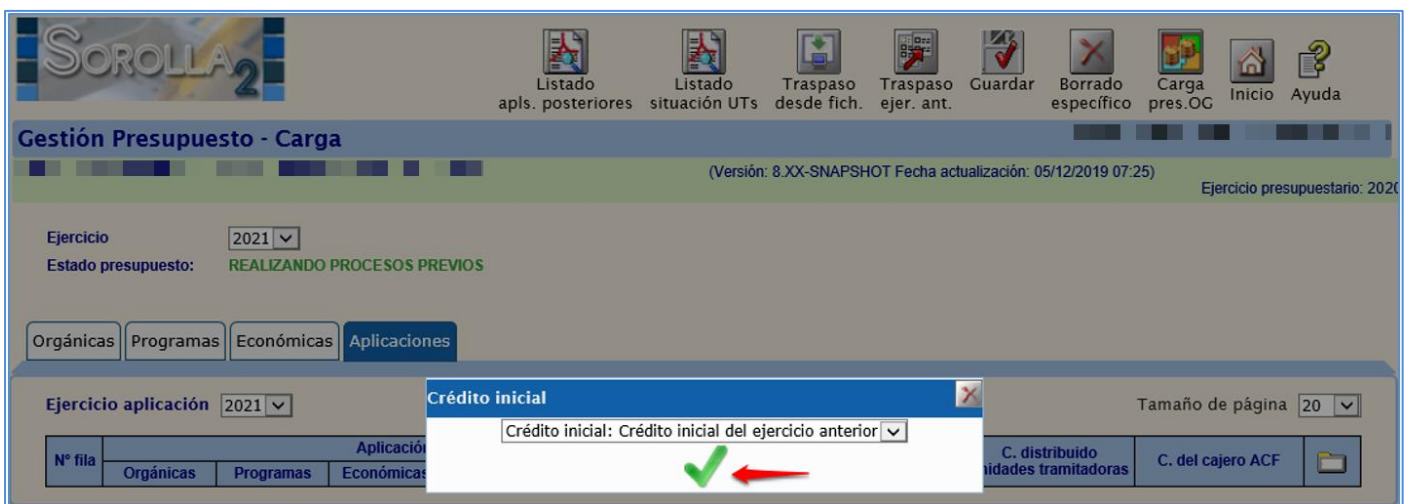 SOROLLA2
Listado apls. posteriores
Listado situación UTs
Traspaso desde fich.
Traspaso ejer. ant.
Guardar
Borrado específico
Carga pres.OG
Inicio
Ayuda
Gestión Presupuesto - Carga
(Versión: 8.XX-SNAPSHOT Fecha actualización: 05/12/2019 07:25)
Ejercicio presupuestario: 2020
Ejercicio 2021
Estado presupuesto: REALIZANDO PROCESOS PREVIOS
Orgánicas Programas Económicas Aplicaciones
Ejercicio aplicación 2021
Tamaño de página 20
Crédito inicial
Crédito inicial: Crédito inicial del ejercicio anterior
Nº fila
Aplicación
Orgánicas Programas Económicas
C. distribuido
tramitadoras
C. del cajero ACF